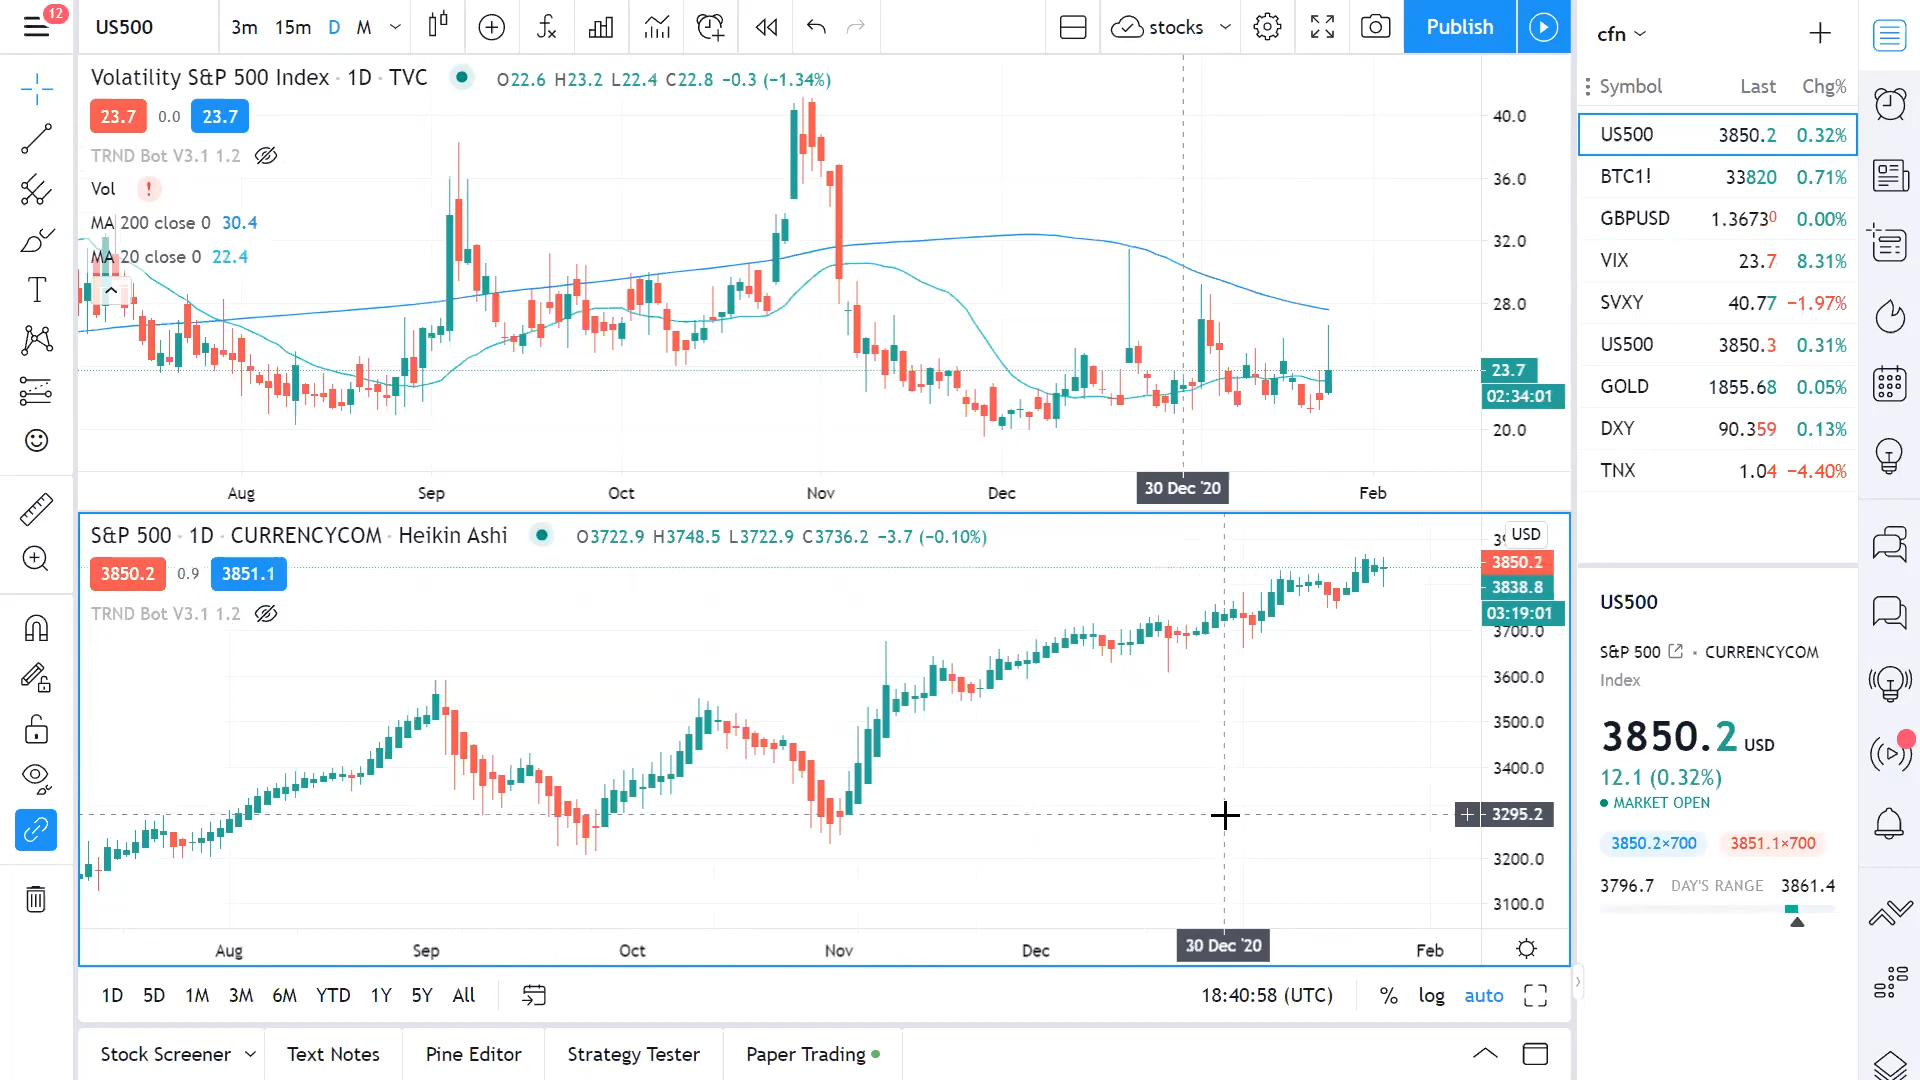 12
US500 3m 15m D M stocks Publish
Volatility S&P 500 Index · 1D · TVC O22.6 H23.2 L22.4 C22.8 −0.3 (−1.34%)
23.7 0.0 23.7
TRND Bot V3.1 1.2
Vol !
MA 200 close 0 30.4
MA 20 close 0 22.4
40.0
36.0
32.0
28.0
23.7
02:34:01
20.0
Aug Sep Oct Nov Dec 30 Dec '20 Feb
S&P 500 · 1D · CURRENCYCOM · Heikin Ashi O3722.9 H3748.5 L3722.9 C3736.2 −3.7 (−0.10%)
3850.2 0.9 3851.1
TRND Bot V3.1 1.2
USD
3850.2
3838.8
03:19:01
3700.0
3600.0
3500.0
3400.0
3295.2
3200.0
3100.0
Aug Sep Oct Nov Dec 30 Dec '20 Feb
1D 5D 1M 3M 6M YTD 1Y 5Y All 18:40:58 (UTC) % log auto
Stock Screener Text Notes Pine Editor Strategy Tester Paper Trading
cfn
Symbol Last Chg%
US500 3850.2 0.32%
BTC1! 33820 0.71%
GBPUSD 1.36730 0.00%
VIX 23.7 8.31%
SVXY 40.77 −1.97%
US500 3850.3 0.31%
GOLD 1855.68 0.05%
DXY 90.359 0.13%
TNX 1.04 −4.40%
US500
S&P 500 · CURRENCYCOM
Index
3850.2 USD
12.1 (0.32%)
MARKET OPEN
3850.2×700 3851.1×700
3796.7 DAY'S RANGE 3861.4